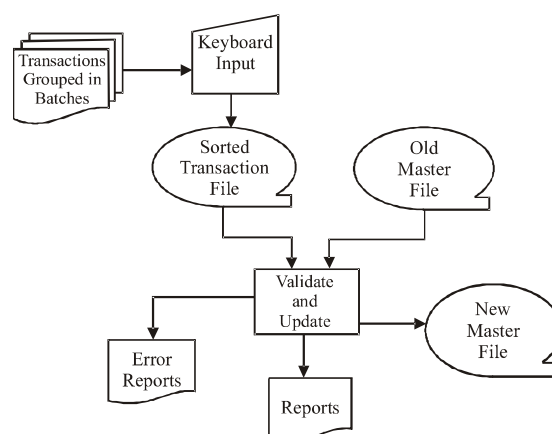 Transactions
Grouped in
Batches
Keyboard
Input
Sorted
Transaction
File
Old
Master
File
Validate
and
Update
New
Master
File
Error
Reports
Reports